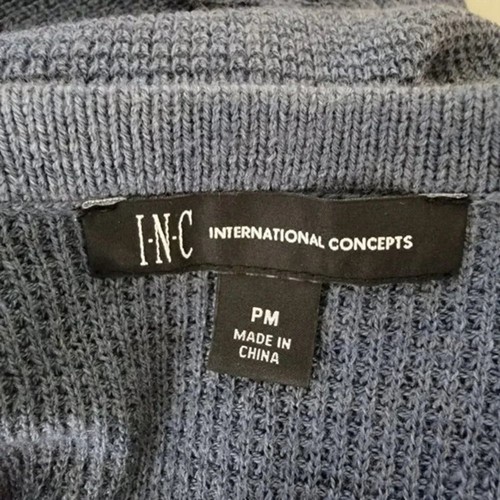 I·N·C INTERNATIONAL CONCEPTS
PM
MADE IN
CHINA